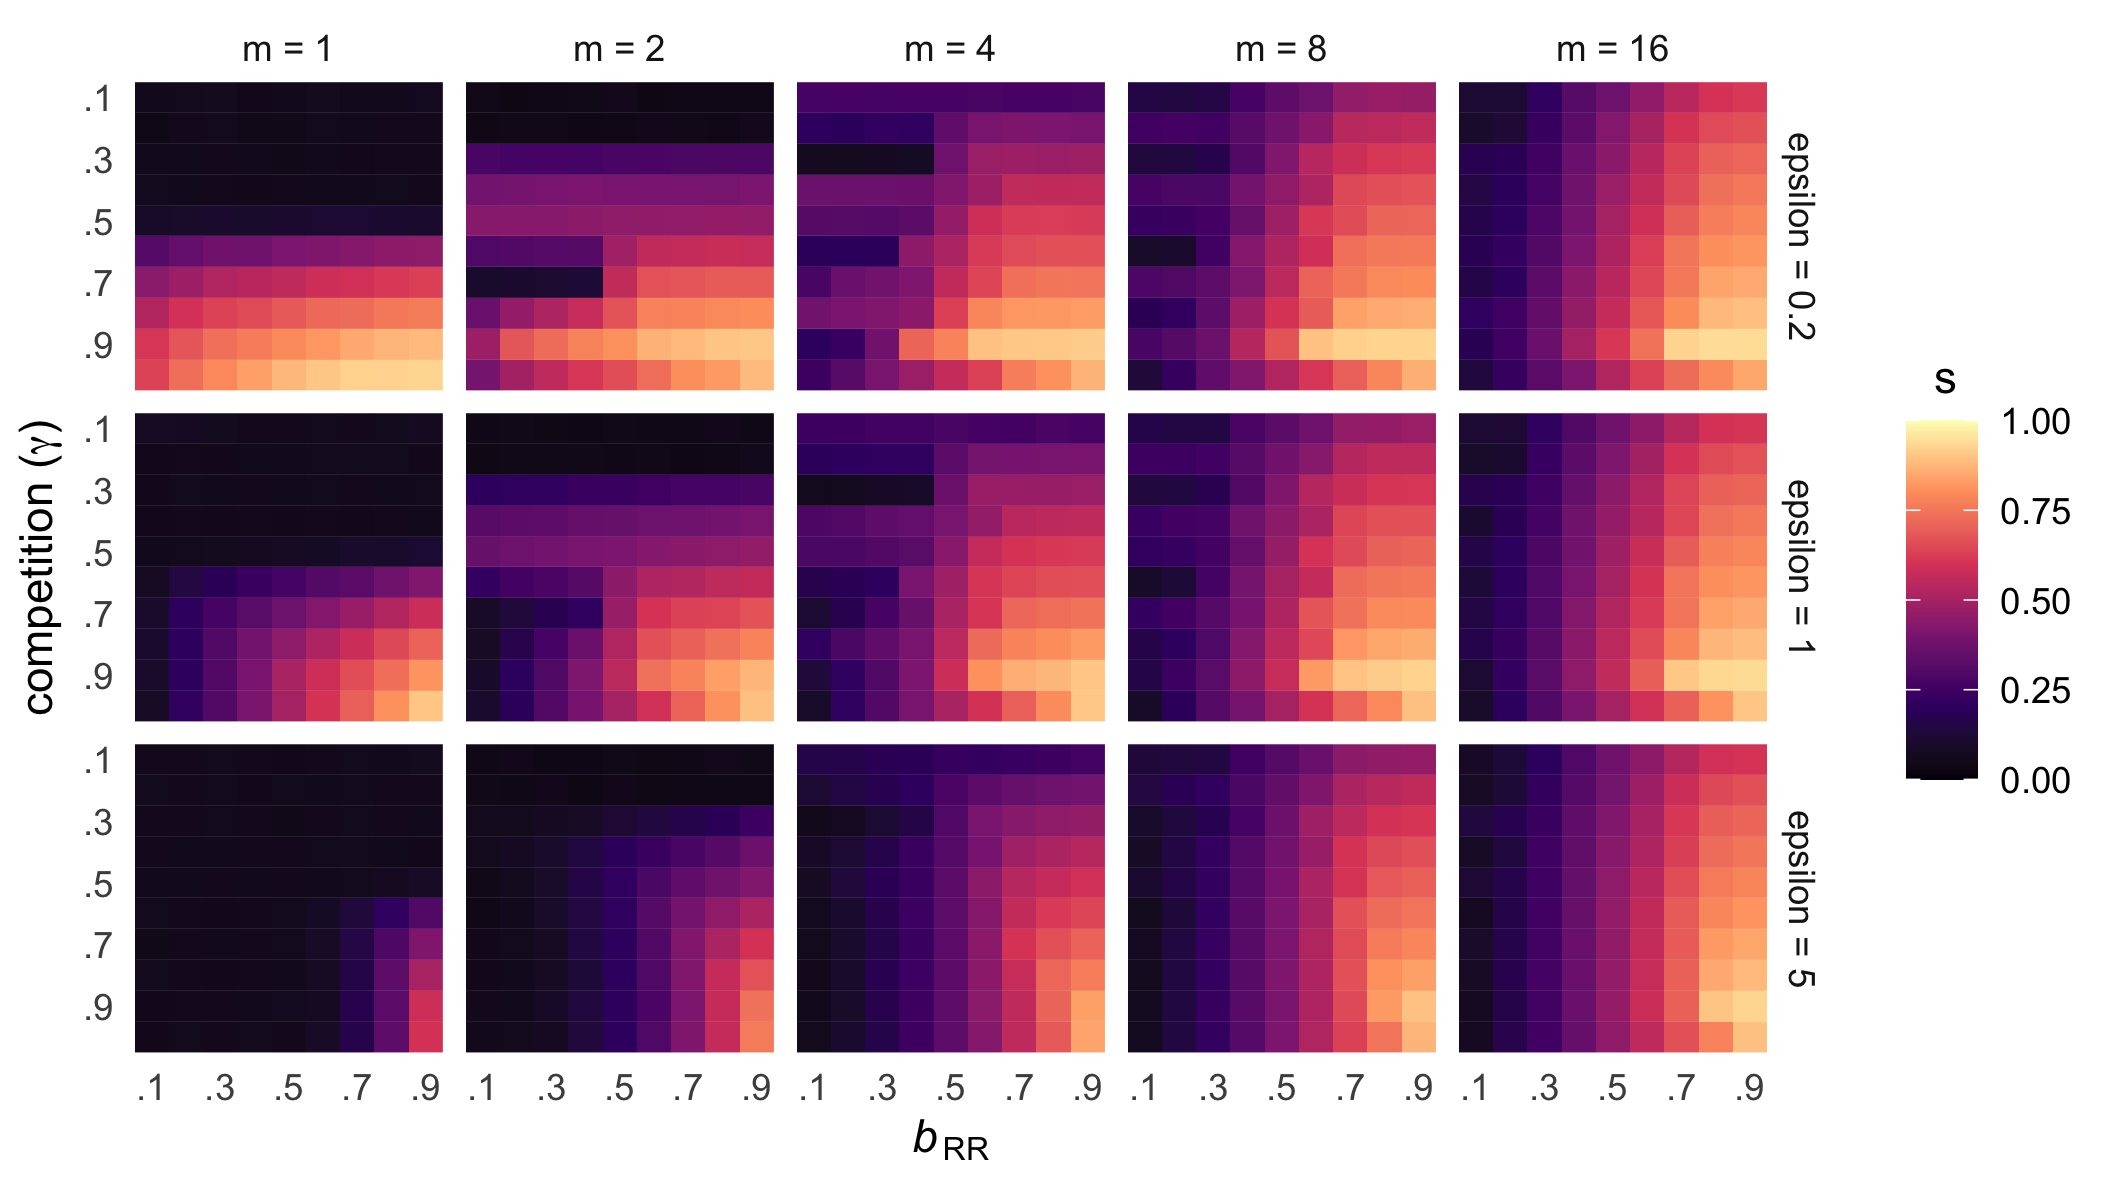 m = 1 m = 2 m = 4 m = 8 m = 16
.1
.3
.5
.7
.9
epsilon = 0.2
.1
.3
.5
.7
.9
epsilon = 1
.1
.3
.5
.7
.9
epsilon = 5
competition (γ)
.1 .3 .5 .7 .9 .1 .3 .5 .7 .9 .1 .3 .5 .7 .9 .1 .3 .5 .7 .9 .1 .3 .5 .7 .9
b RR
s
1.00
0.75
0.50
0.25
0.00